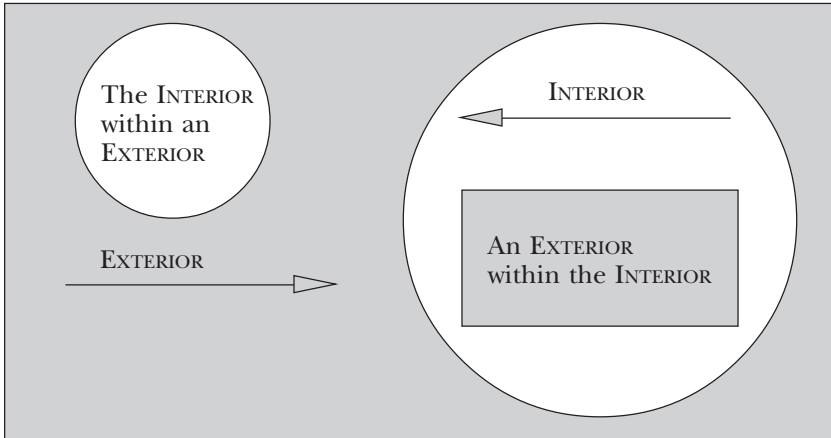 The INTERIOR
within an
EXTERIOR
EXTERIOR
INTERIOR
An EXTERIOR
within the INTERIOR